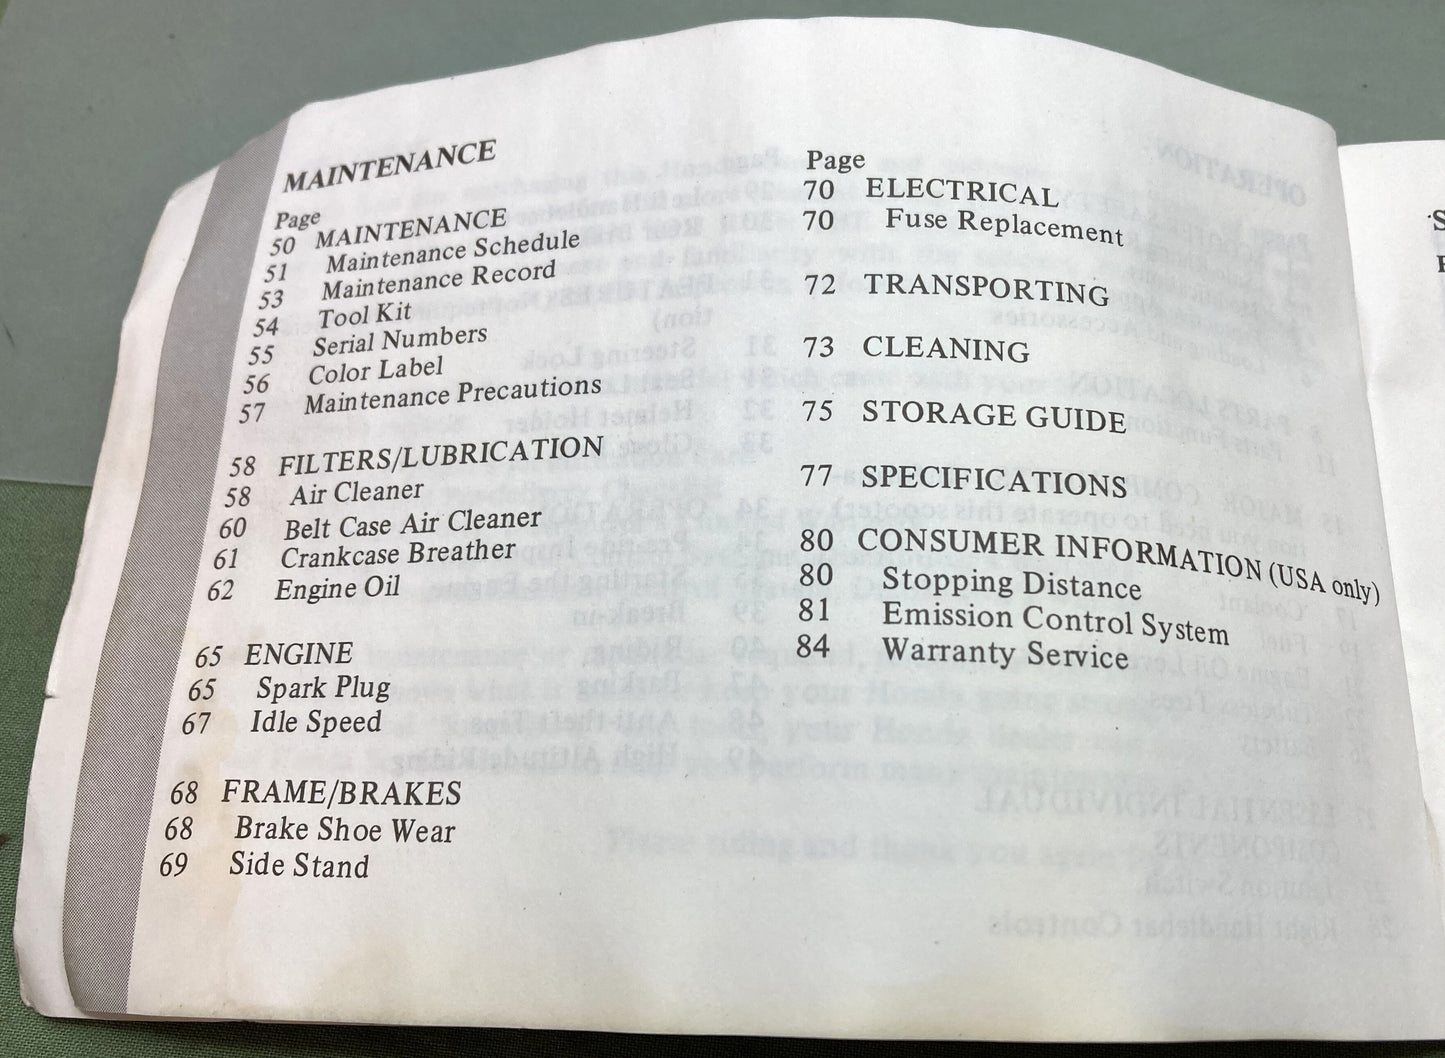 MAINTENANCE
Page
50 MAINTENANCE
51 Maintenance Schedule
53 Maintenance Record
54 Tool Kit
55 Serial Numbers
56 Color Label
57 Maintenance Precautions
58 FILTERS/LUBRICATION
58 Air Cleaner
60 Belt Case Air Cleaner
61 Crankcase Breather
62 Engine Oil
65 ENGINE
65 Spark Plug
67 Idle Speed
68 FRAME/BRAKES
68 Brake Shoe Wear
69 Side Stand
Page
70 ELECTRICAL
70 Fuse Replacement
72 TRANSPORTING
73 CLEANING
75 STORAGE GUIDE
77 SPECIFICATIONS
80 CONSUMER INFORMATION (USA only)
80 Stopping Distance
81 Emission Control System
84 Warranty Service